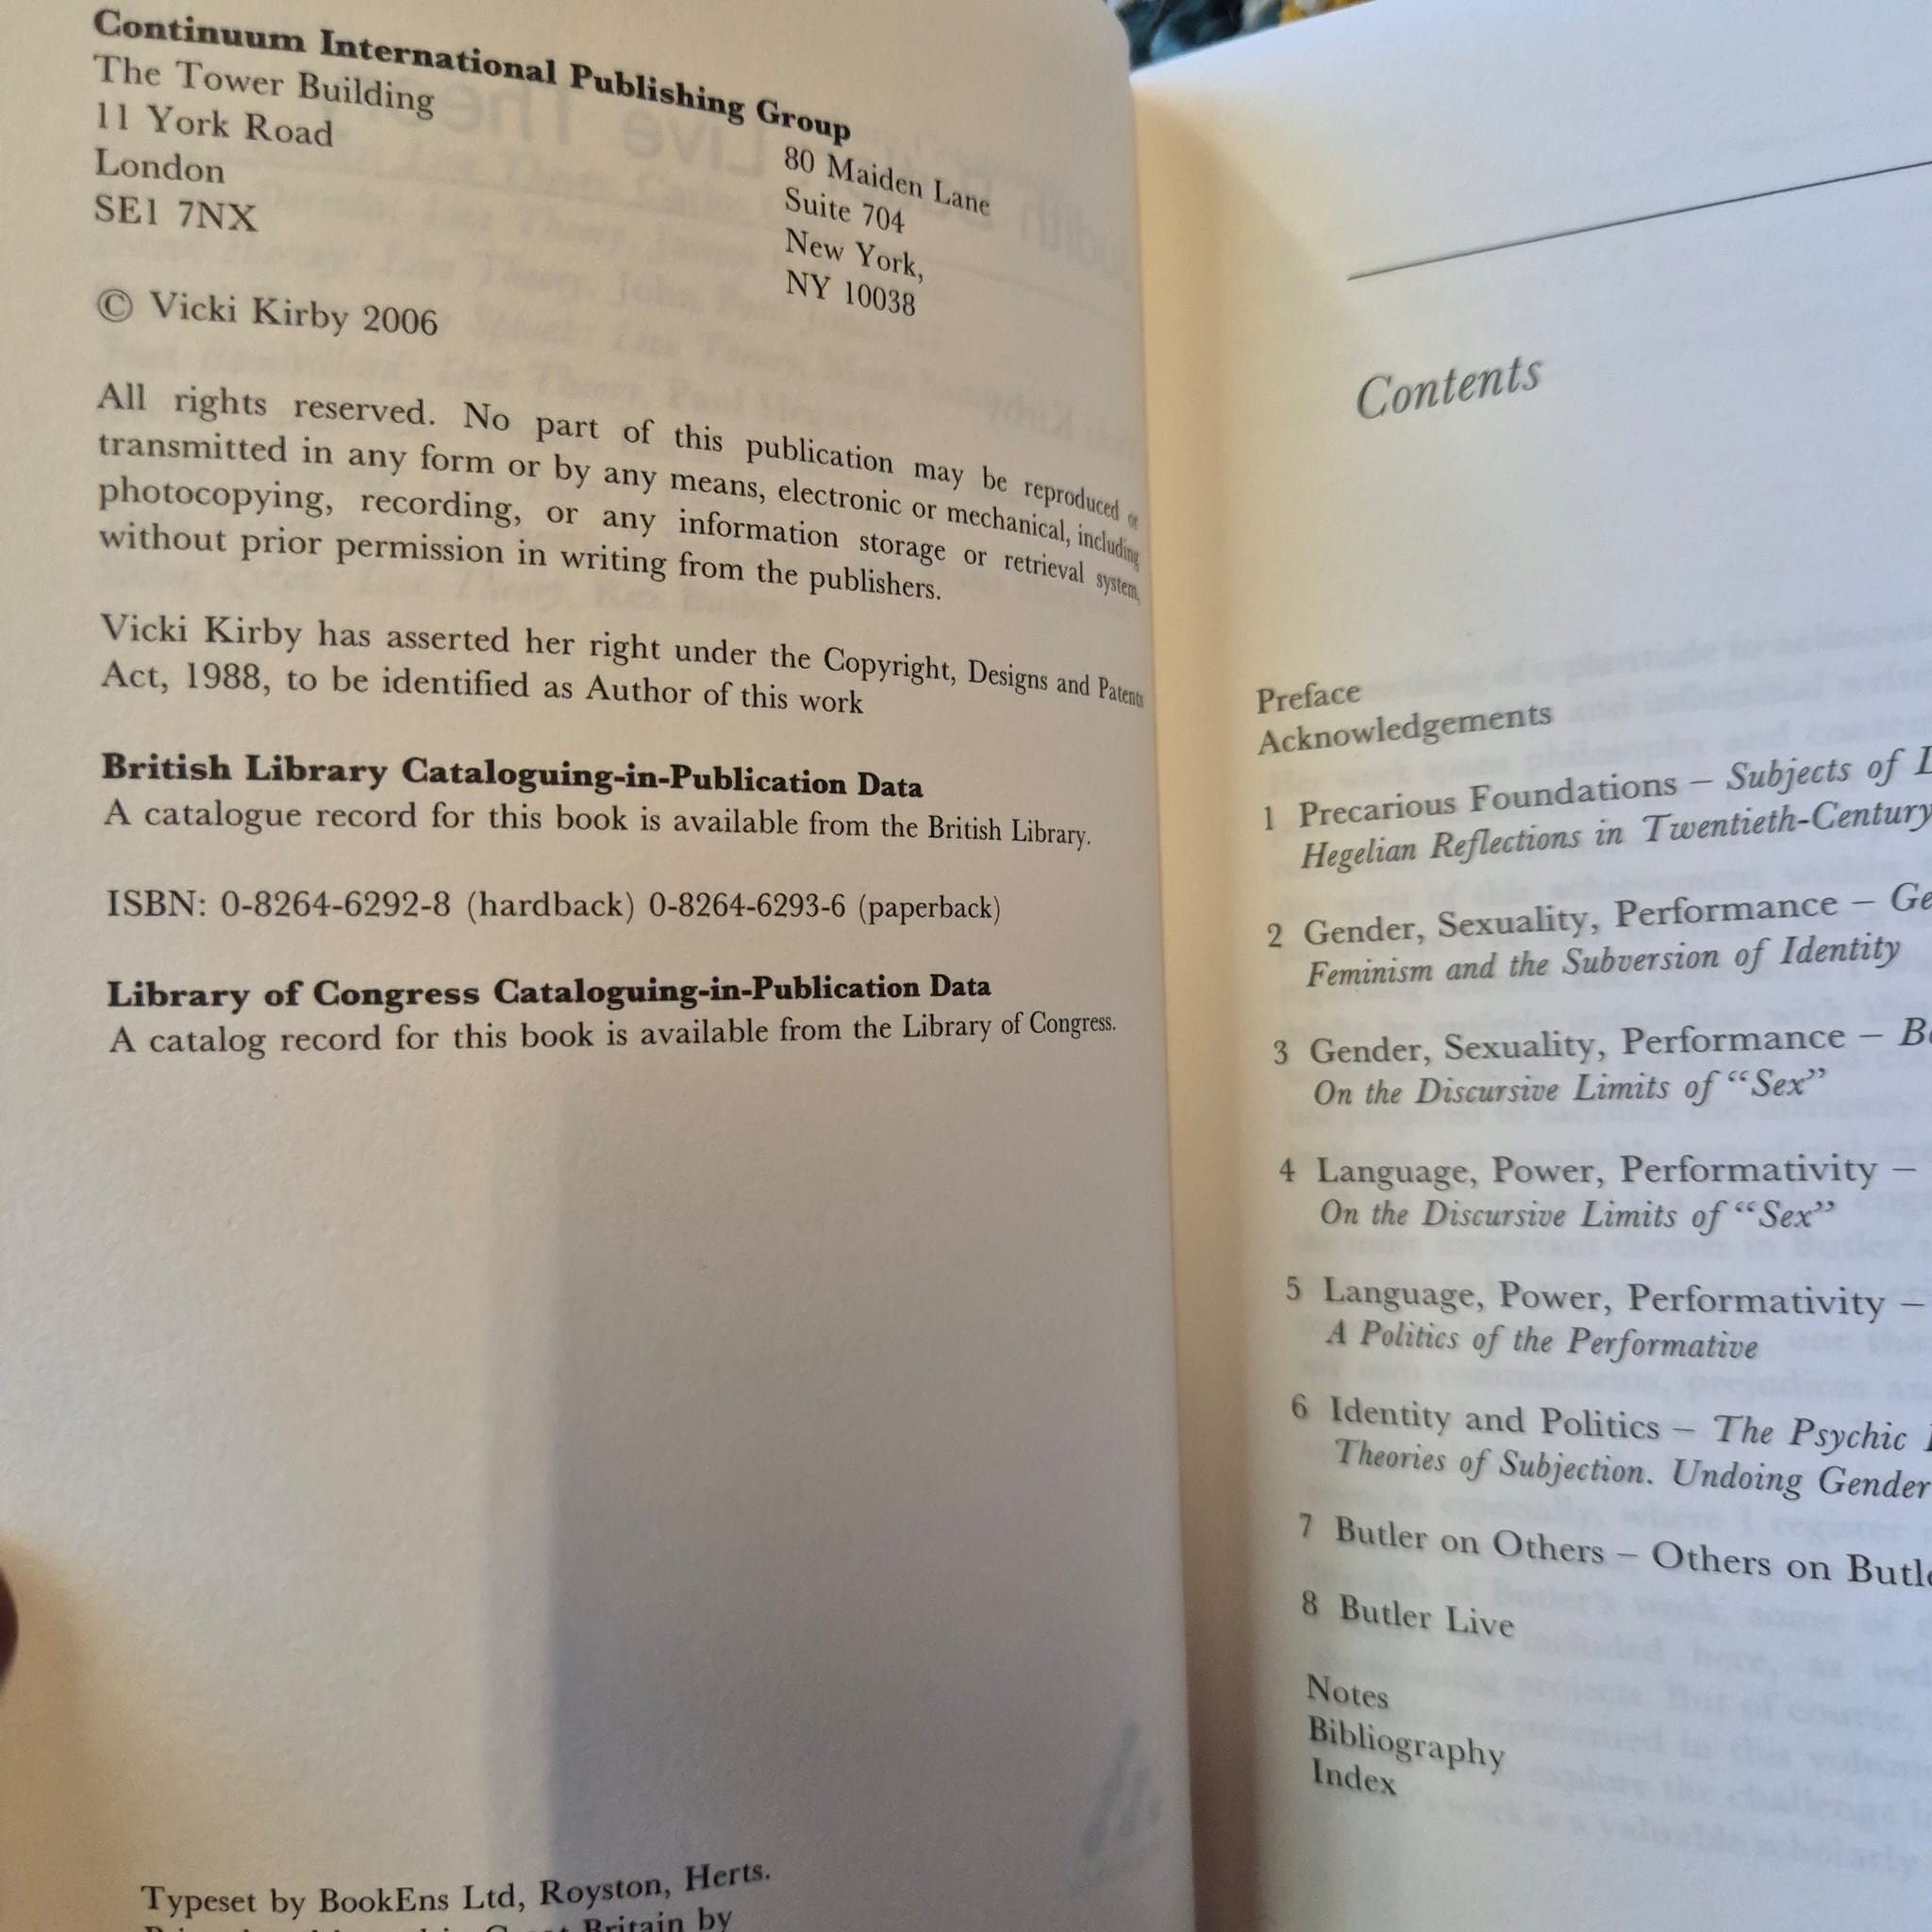 Continuum International Publishing Group
The Tower Building
11 York Road
London
SE1 7NX
80 Maiden Lane
Suite 704
New York,
NY 10038
© Vicki Kirby 2006
All rights reserved. No part of this publication may be reproduced or
transmitted in any form or by any means, electronic or mechanical, including
photocopying, recording, or any information storage or retrieval system,
without prior permission in writing from the publishers.
Vicki Kirby has asserted her right under the Copyright, Designs and Patents
Act, 1988, to be identified as Author of this work
British Library Cataloguing-in-Publication Data
A catalogue record for this book is available from the British Library.
ISBN: 0-8264-6292-8 (hardback) 0-8264-6293-6 (paperback)
Library of Congress Cataloguing-in-Publication Data
A catalog record for this book is available from the Library of Congress.
Typeset by BookEns Ltd, Royston, Herts.
Britain by
Contents
Preface
Acknowledgements
1 Precarious Foundations – Subjects of
Hegelian Reflections in Twentieth-Century
2 Gender, Sexuality, Performance – Ge
Feminism and the Subversion of Identity
3 Gender, Sexuality, Performance – Bo
On the Discursive Limits of “Sex”
4 Language, Power, Performativity –
On the Discursive Limits of “Sex”
5 Language, Power, Performativity –
A Politics of the Performative
6 Identity and Politics – The Psychic
Theories of Subjection. Undoing Gender
7 Butler on Others – Others on Butle
8 Butler Live
Notes
Bibliography
Index